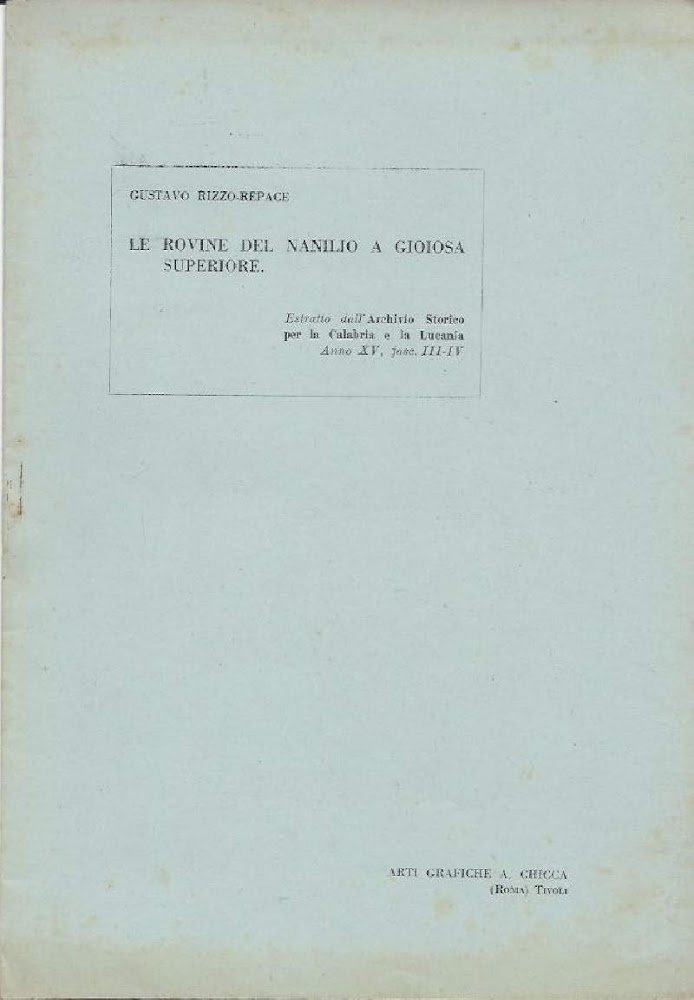 GUSTAVO RIZZO-REPACE
LE ROVINE DEL NANILIO A GIOIOSA
SUPERIORE.
Estratto dall'Archivio Storico
per la Calabria e la Lucania
Anno XV, fasc. III-IV
ARTI GRAFICHE A. CHICCA
(ROMA) TIVOLI